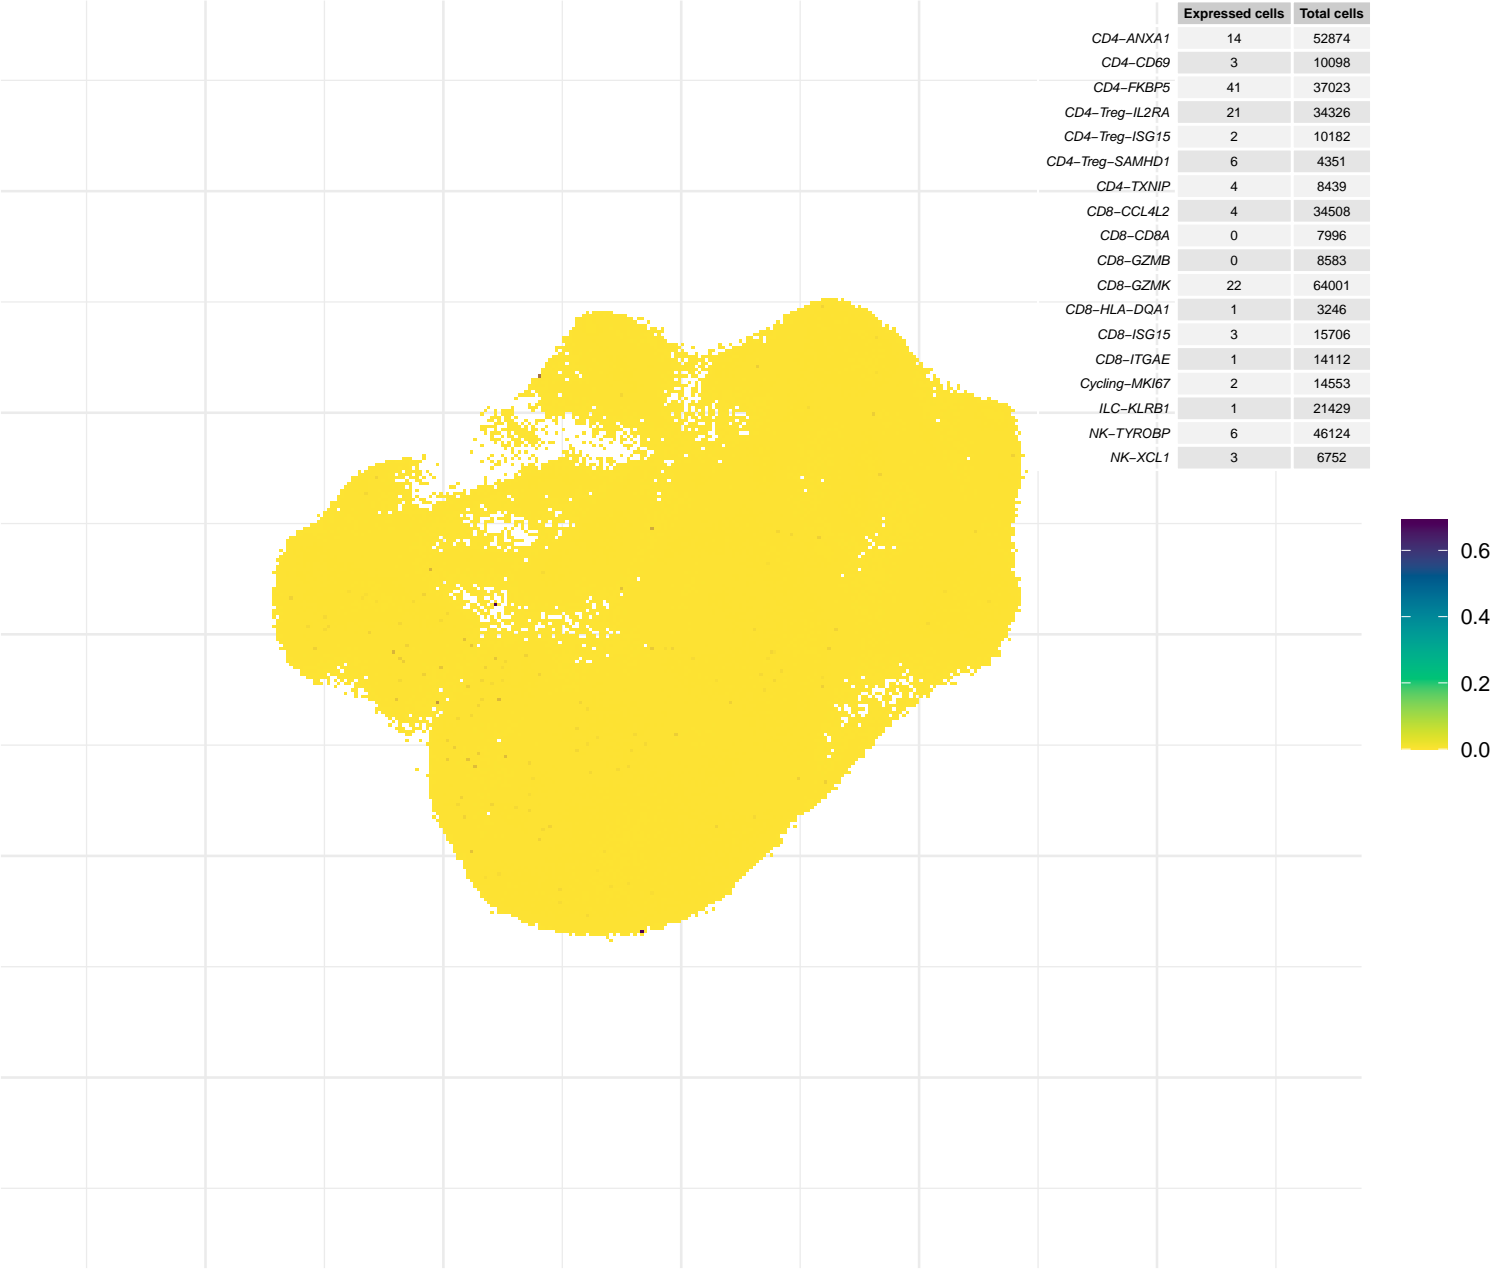 Expressed cells Total cells
CD4−ANXA1 14 52874
CD4−CD69 3 10098
CD4−FKBP5 41 37023
CD4−Treg−IL2RA 21 34326
CD4−Treg−ISG15 2 10182
CD4−Treg−SAMHD1 6 4351
CD4−TXNIP 4 8439
CD8−CCL4L2 4 34508
CD8−CD8A 0 7996
CD8−GZMB 0 8583
CD8−GZMK 22 64001
CD8−HLA−DQA1 1 3246
CD8−ISG15 3 15706
CD8−ITGAE 1 14112
Cycling−MKI67 2 14553
ILC−KLRB1 1 21429
NK−TYROBP 6 46124
NK−XCL1 3 6752
0.6
0.4
0.2
0.0